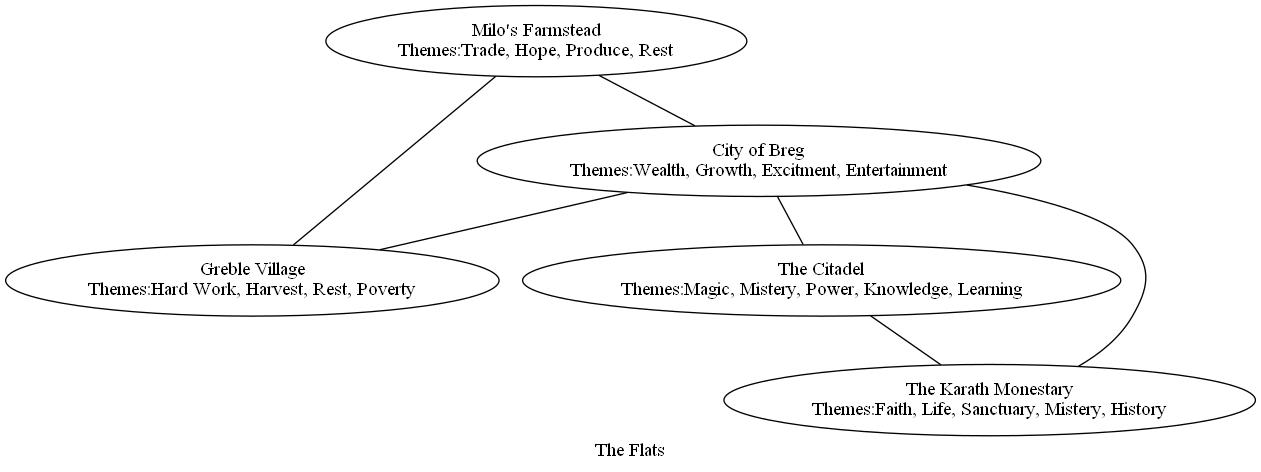 Milo's Farmstead
Themes:Trade, Hope, Produce, Rest
City of Breg
Themes:Wealth, Growth, Excitment, Entertainment
Greble Village
Themes:Hard Work, Harvest, Rest, Poverty
The Citadel
Themes:Magic, Mistery, Power, Knowledge, Learning
The Karath Monestary
Themes:Faith, Life, Sanctuary, Mistery, History
The Flats